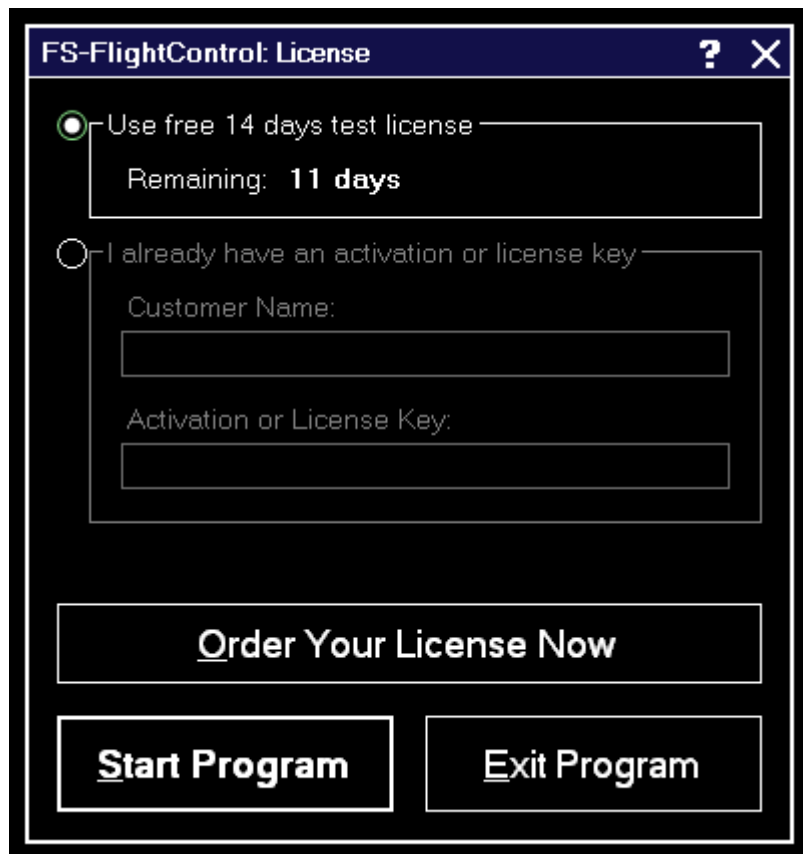 FS-FlightControl: License ? X
Use free 14 days test license
Remaining: 11 days
I already have an activation or license key
Customer Name:
Activation or License Key:
Order Your License Now
Start Program Exit Program